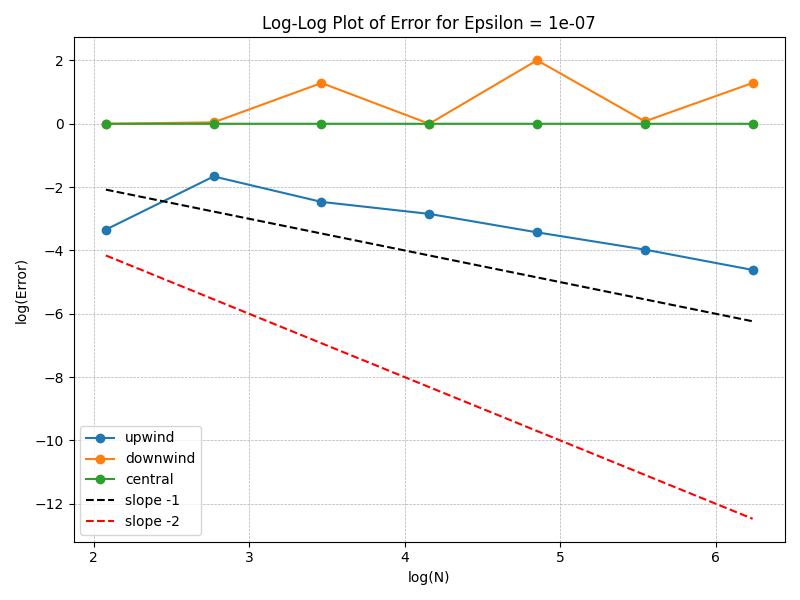 Log-Log Plot of Error for Epsilon = 1e-07
log(Error)
2
0
−2
−4
−6
−8
−10
−12
upwind
downwind
central
slope -1
slope -2
2
3
4
5
6
log(N)